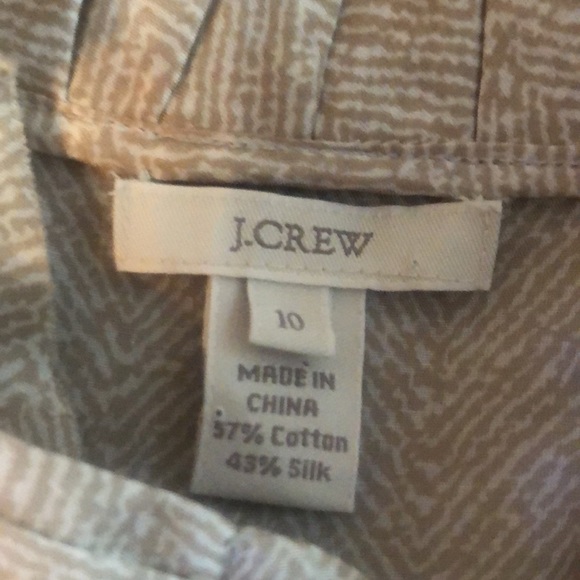 J.CREW
10
MADE IN
CHINA
57% Cotton
43% Silk